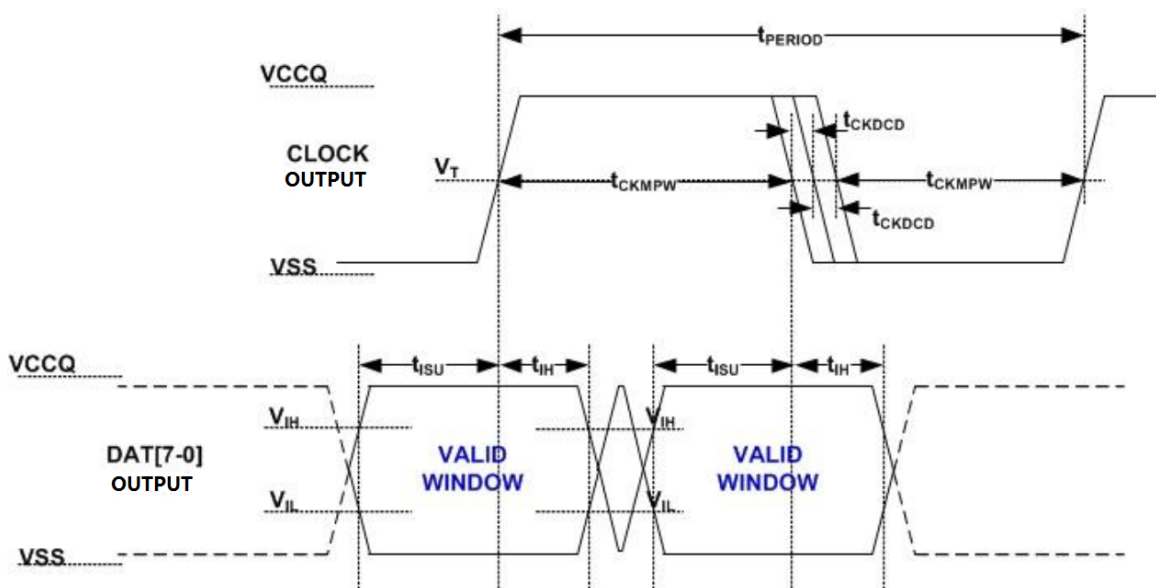 tPERIOD
VCCQ
tCKDCD
CLOCK
OUTPUT
VT
tCKMPW
tCKMPW
tCKDCD
VSS
VCCQ
tISU
tIH
tISU
tIH
VIH
VIH
DAT[7-0]
OUTPUT
VALID
WINDOW
VALID
WINDOW
VIL
VIL
VSS